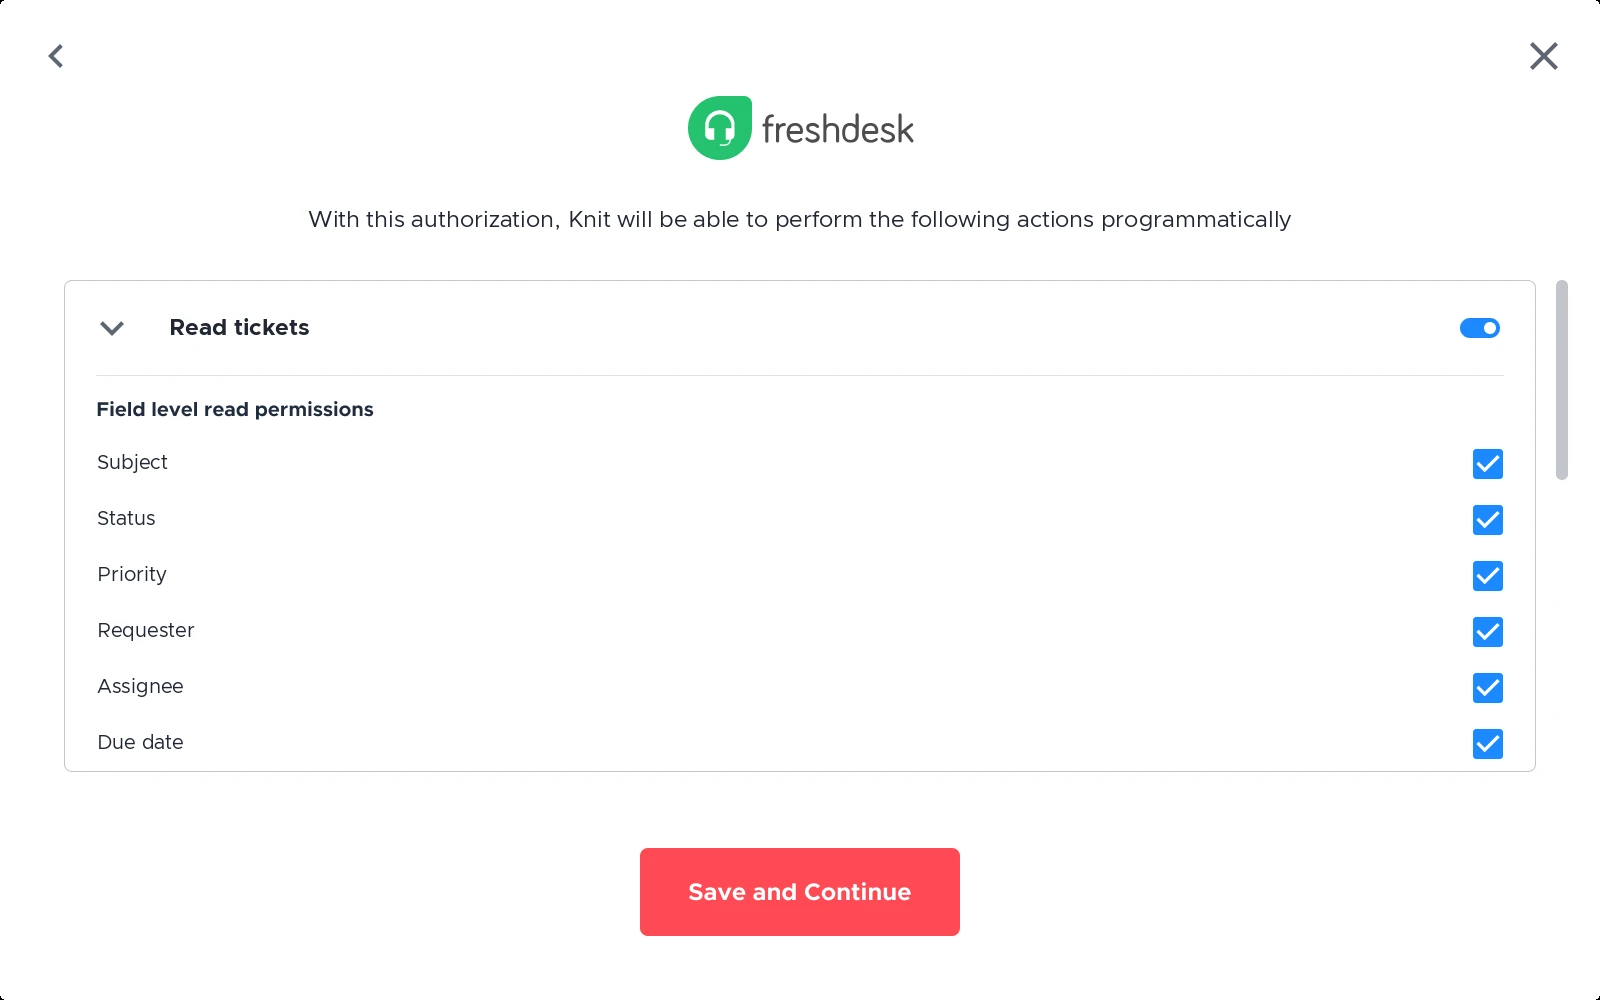 freshdesk
With this authorization, Knit will be able to perform the following actions programmatically
Read tickets
Field level read permissions
Subject
Status
Priority
Requester
Assignee
Due date
Save and Continue